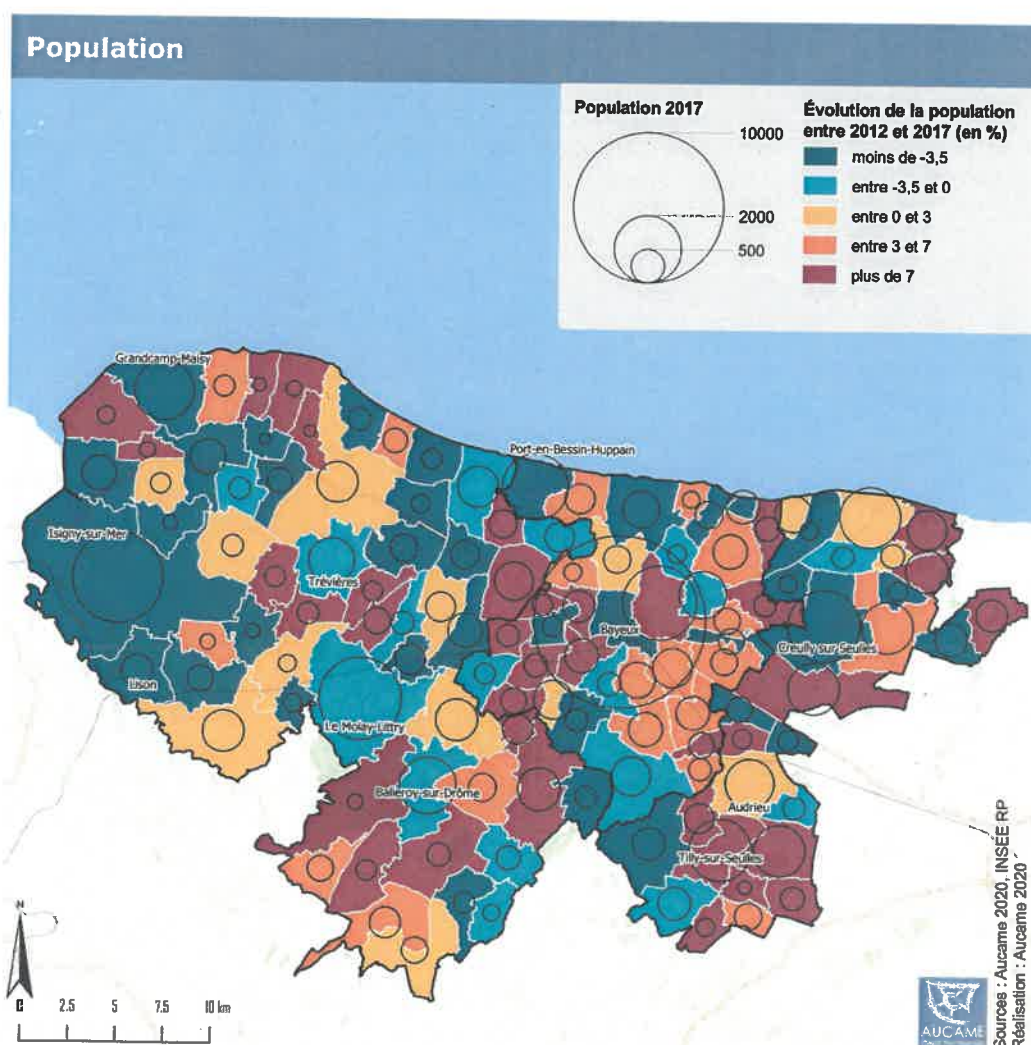 Population
Population 2017
10000
2000
500
Évolution de la population
entre 2012 et 2017 (en %)
moins de -3,5
entre -3,5 et 0
entre 0 et 3
entre 3 et 7
plus de 7
Grandcamp-Maisy
Port-en-Bessin-Huppain
Isigny-sur-Mer
Trévières
Bayeux
Creully sur Seulles
Lison
Le Molay-Littry
Balleroy-sur-Drôme
Audrieu
Tilly-sur-Seulles
N
0 2.5 5 7.5 10 km
AUCAME
Sources : Aucame 2020, INSEE RP
Réalisation : Aucame 2020